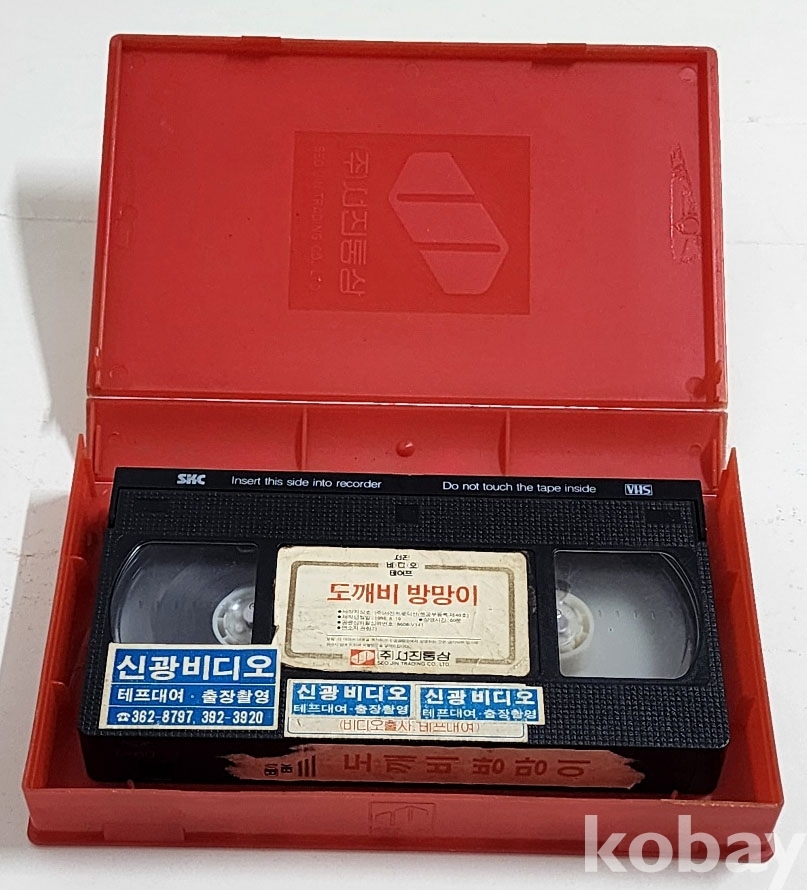 (주)서진통상
SEO JIN TRADING CO., LTD.
SKC Insert this side into recorder Do not touch the tape inside VHS
서진
비디오
테이프
도깨비 방망이
(주)서진통상
SEO JIN TRADING CO., LTD.
신광비디오
테프대여·출장촬영
☎362-8797, 392-3920
신광비디오
테프대여·출장촬영
신광비디오
테프대여·출장촬영
(비디오출사.테프대여)
도깨비방망이
kobay